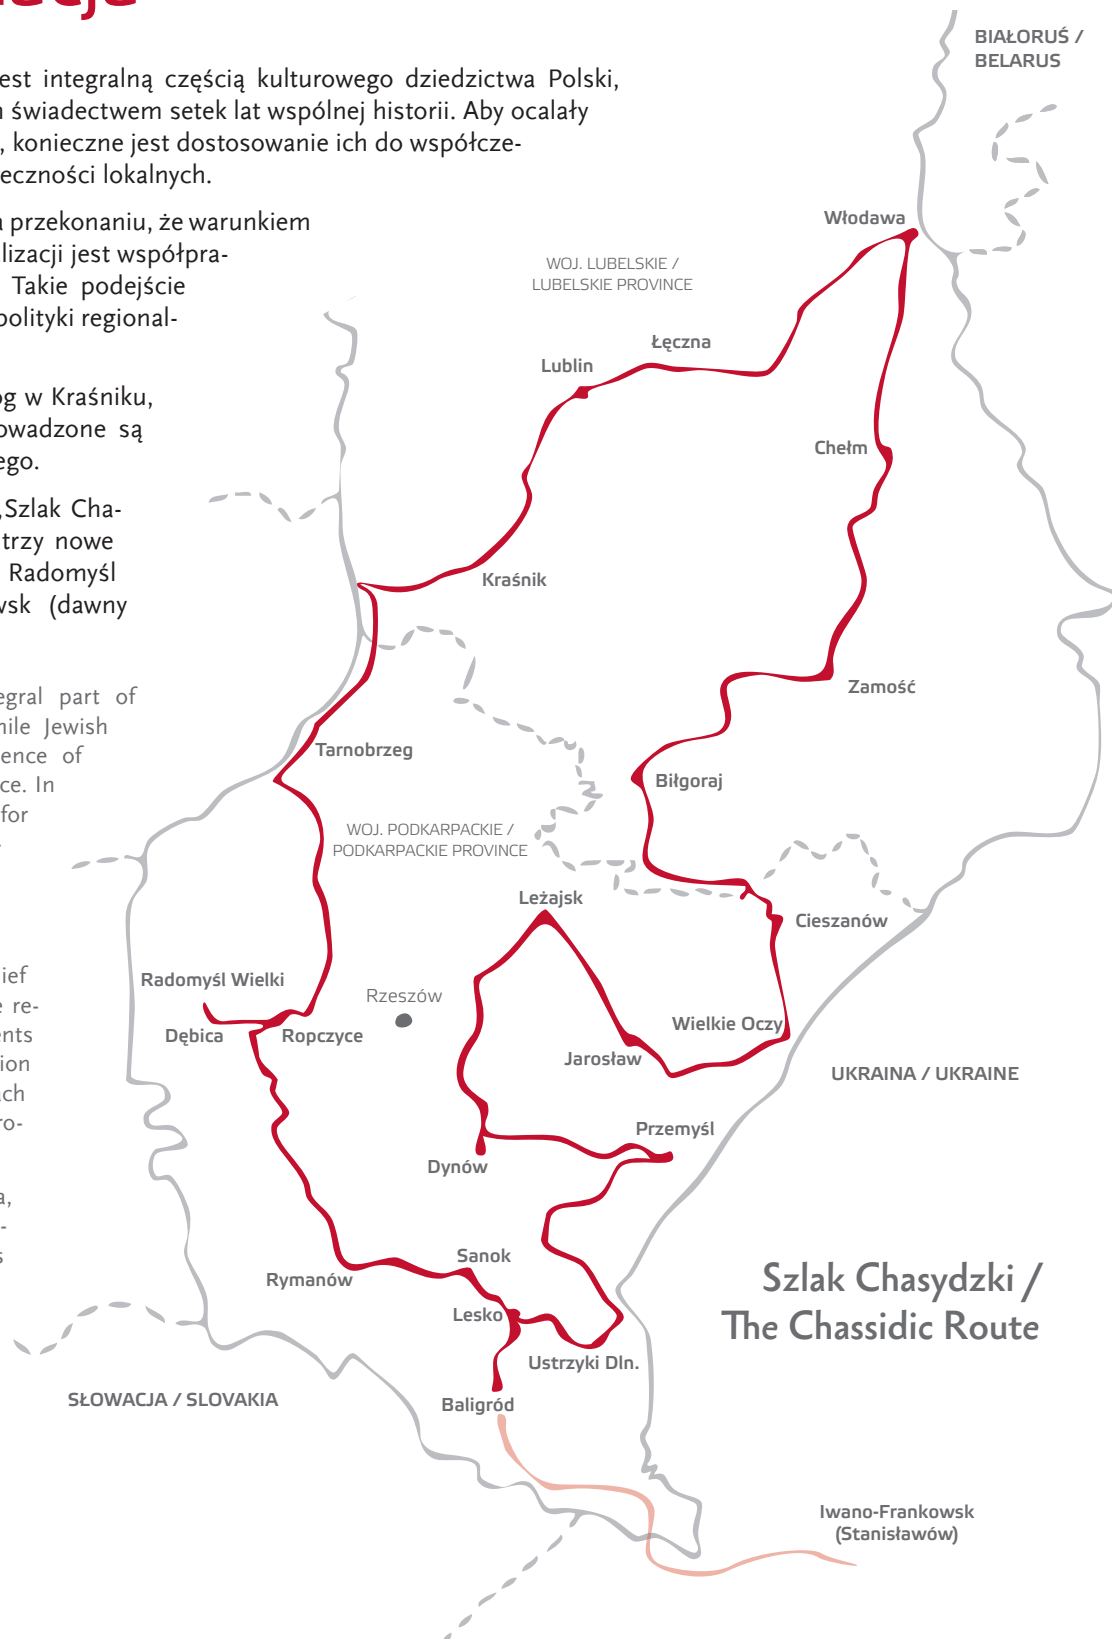 jest integralną częścią kulturowego dziedzictwa Polski,
świadectwem setek lat wspólnej historii. Aby ocalały
, konieczne jest dostosowanie ich do współcze-
eczności lokalnych.
przekonaniu, że warunkiem
lizacji jest współpra-
Takie podejście
polityki regional-
w Kraśniku,
owadzone są
ego.
Szlak Cha-
trzy nowe
Radomyśl
wsk (dawny
egral part of
Jewish
ence of
ce. In
for
ief
re-
ents
ion
ach
ro-
a,
-
s
BIAŁORUŚ /
BELARUS
Włodawa
WOJ. LUBELSKIE /
LUBELSKIE PROVINCE
Łęczna
Lublin
Chełm
Kraśnik
Zamość
Tarnobrzeg
Biłgoraj
WOJ. PODKARPACKIE /
PODKARPACKIE PROVINCE
Leżajsk
Cieszanów
Radomyśl Wielki
Rzeszów
Wielkie Oczy
Dębica
Ropczyce
Jarosław
UKRAINA / UKRAINE
Przemyśl
Dynów
Sanok
Rymanów
Lesko
Szlak Chasydzki /
The Chassidic Route
Ustrzyki Dln.
SŁOWACJA / SLOVAKIA
Baligród
Iwano-Frankowsk
(Stanisławów)